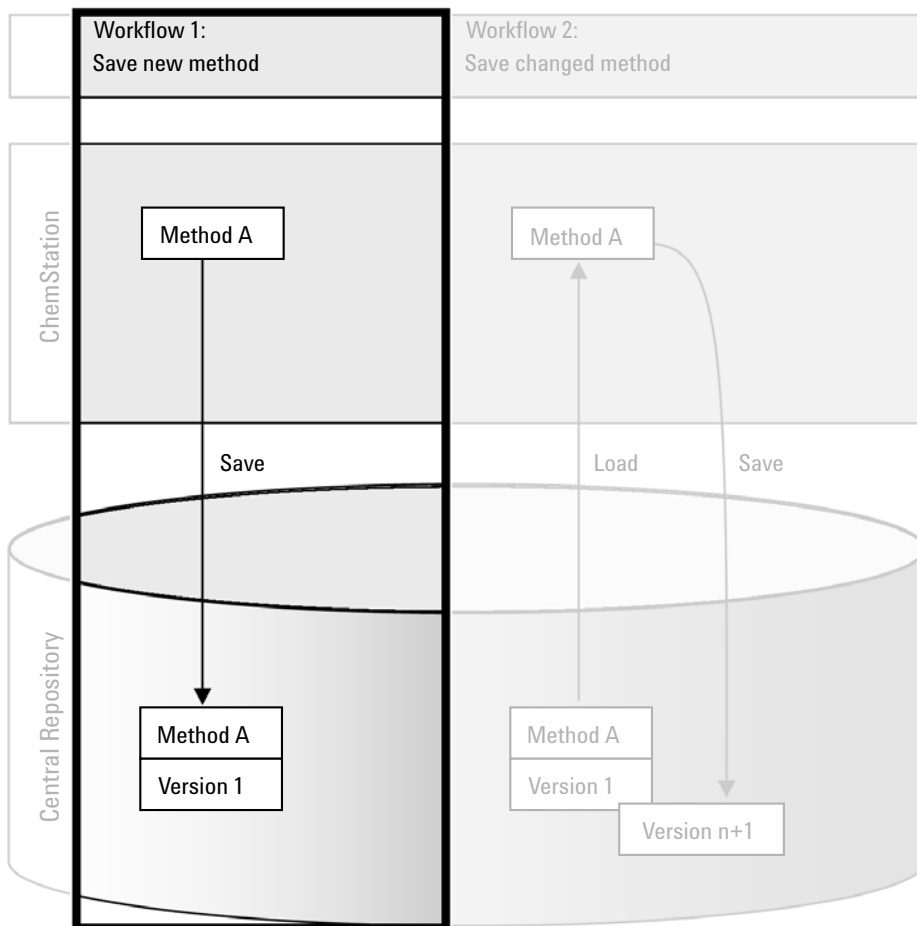 Workflow 1:
Save new method
Workflow 2:
Save changed method
ChemStation
Method A
Method A
Save
Load
Save
Central Repository
Method A
Version 1
Method A
Version 1
Version n+1